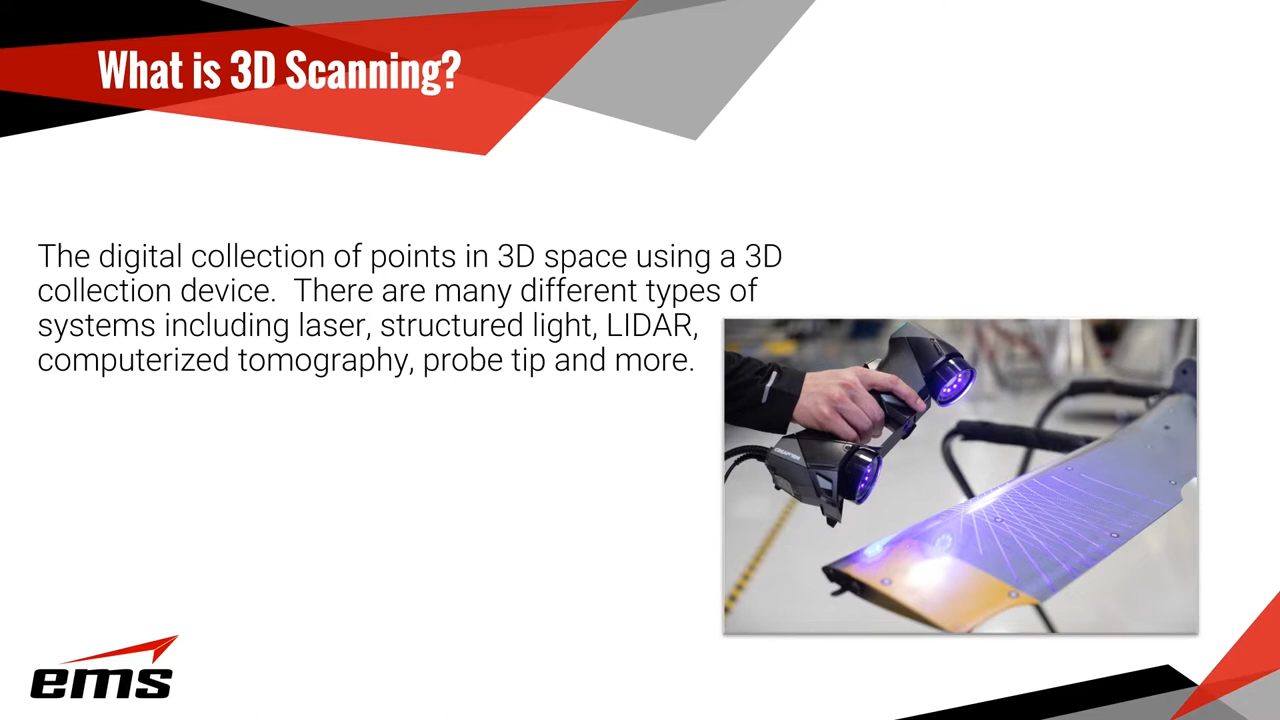 What is 3D Scanning?
The digital collection of points in 3D space using a 3D
collection device.  There are many different types of
systems including laser, structured light, LIDAR,
computerized tomography, probe tip and more.
CREAFORM
ems